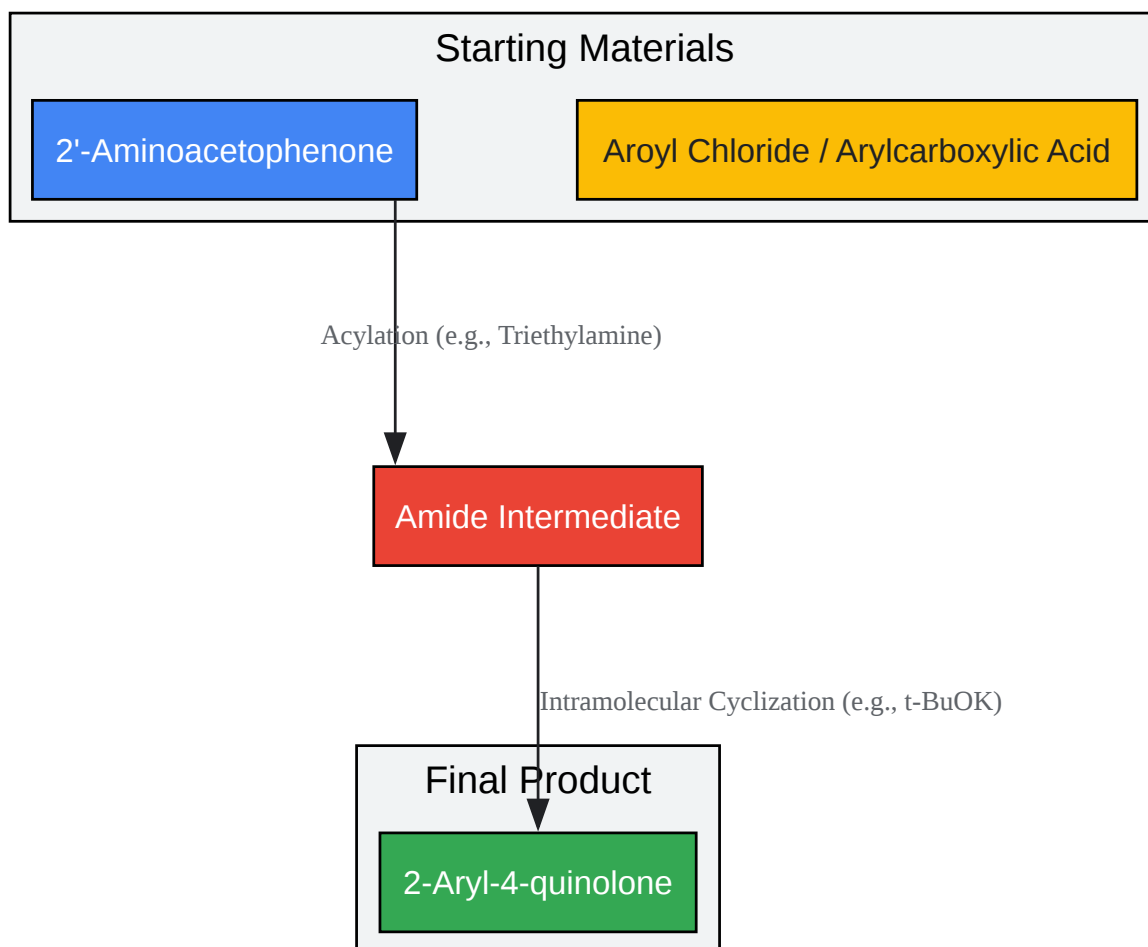 Starting Materials
2'-Aminoacetophenone
Aroyl Chloride / Arylcarboxylic Acid
Acylation (e.g., Triethylamine)
Amide Intermediate
Intramolecular Cyclization (e.g., t-BuOK)
Final Product
2-Aryl-4-quinolone